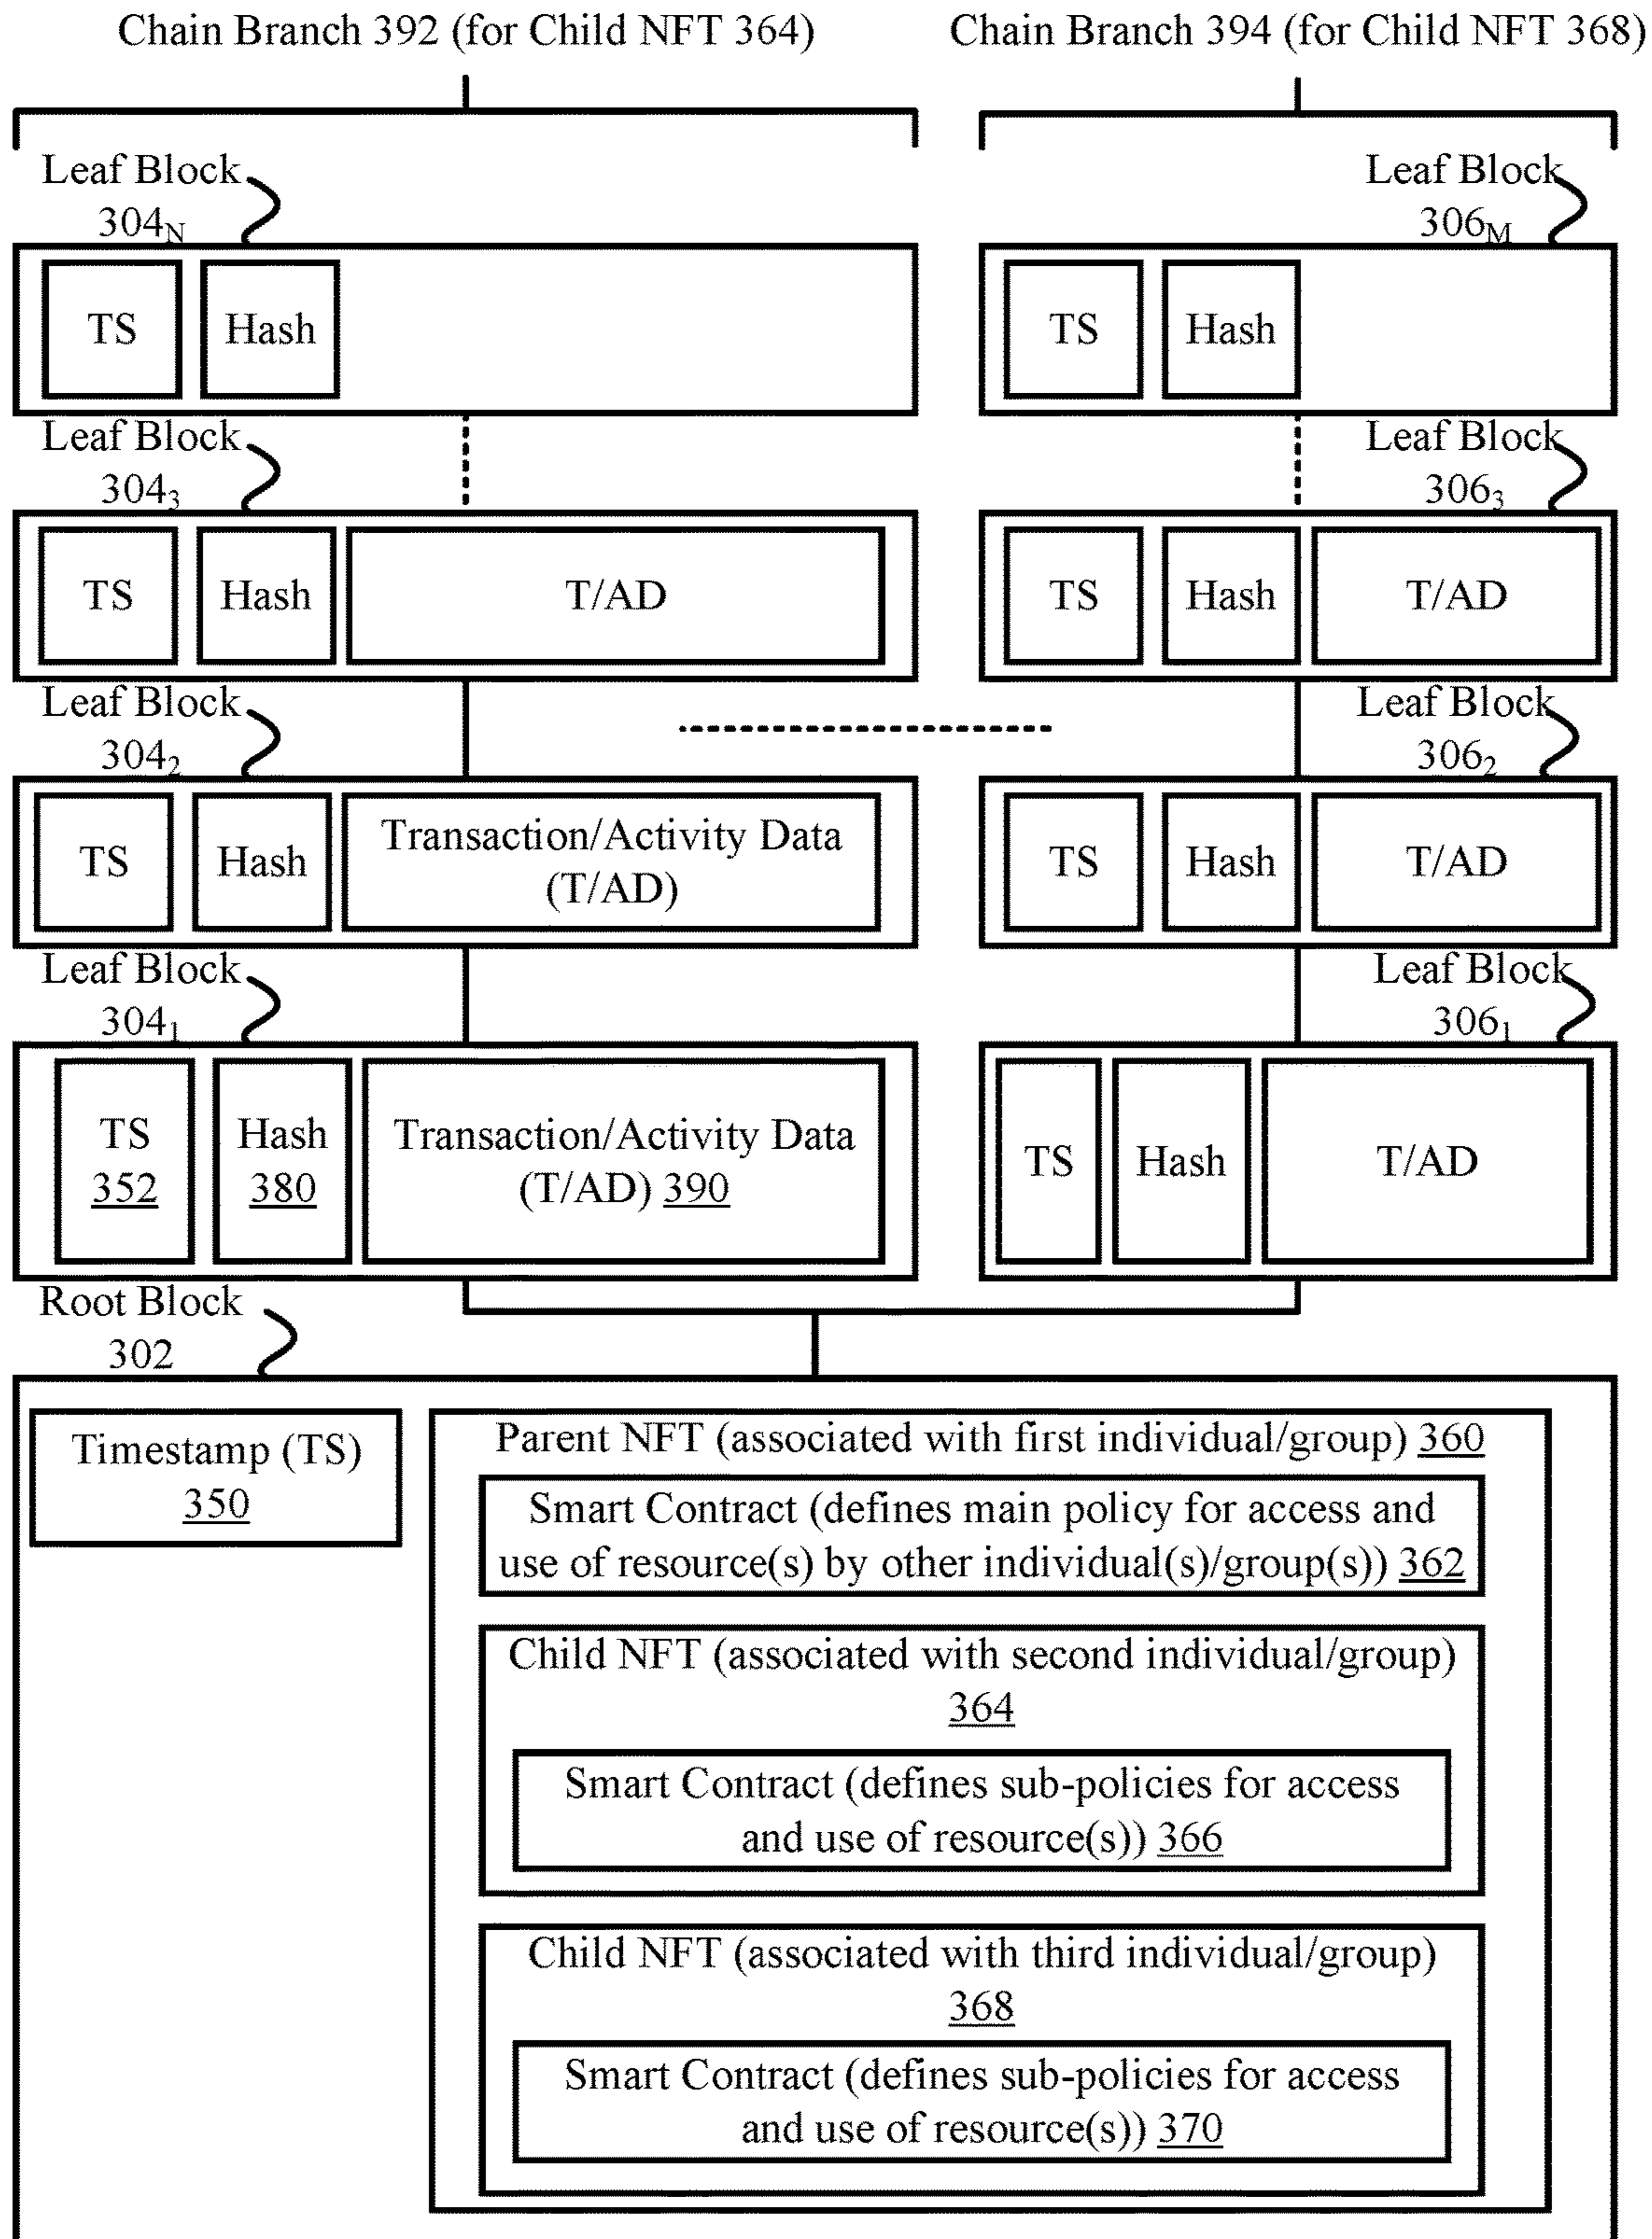 Chain Branch 392 (for Child NFT 364)
Chain Branch 394 (for Child NFT 368)
Leaf Block
304N
Leaf Block
306M
TS
Hash
TS
Hash
Leaf Block
3043
Leaf Block
3063
TS
Hash
T/AD
TS
Hash
T/AD
Leaf Block
3042
Leaf Block
3062
TS
Hash
Transaction/Activity Data
(T/AD)
TS
Hash
T/AD
Leaf Block
3041
Leaf Block
3061
TS
352
Hash
380
Transaction/Activity Data
(T/AD) 390
TS
Hash
T/AD
Root Block
302
Timestamp (TS)
350
Parent NFT (associated with first individual/group) 360
Smart Contract (defines main policy for access and
use of resource(s) by other individual(s)/group(s)) 362
Child NFT (associated with second individual/group)
364
Smart Contract (defines sub-policies for access
and use of resource(s)) 366
Child NFT (associated with third individual/group)
368
Smart Contract (defines sub-policies for access
and use of resource(s)) 370